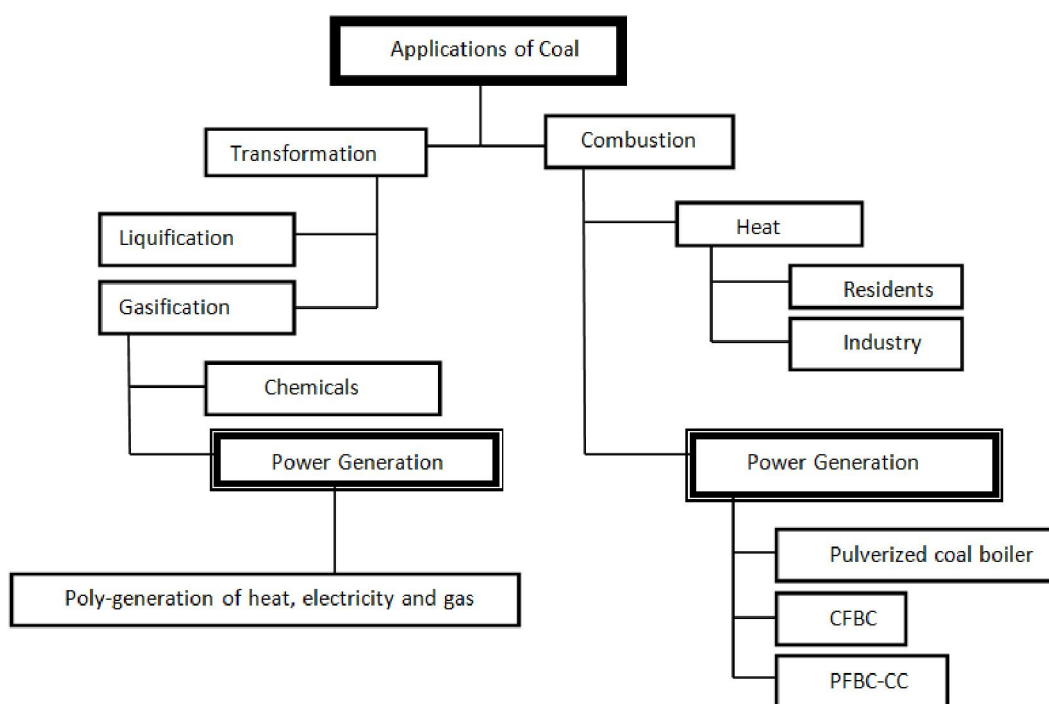 Applications of Coal
Transformation
Combustion
Liquification
Heat
Gasification
Residents
Industry
Chemicals
Power Generation
Power Generation
Pulverized coal boiler
Poly-generation of heat, electricity and gas
CFBC
PFBC-CC